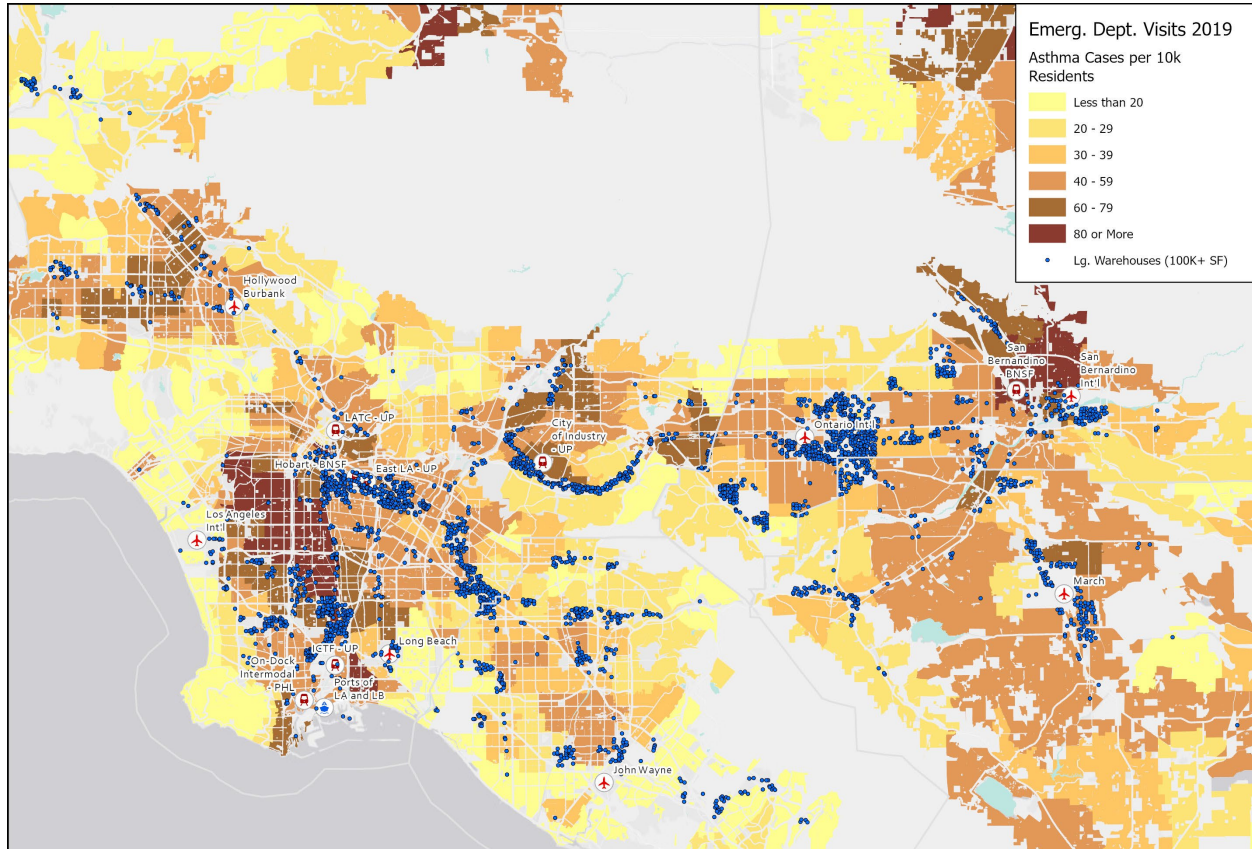 Emerg. Dept. Visits 2019
Asthma Cases per 10k
Residents
Less than 20
20 - 29
30 - 39
40 - 59
60 - 79
80 or More
Lg. Warehouses (100K+ SF)
Hollywood
Burbank
San
Bernandino
- BNSF
San
Bernardino
Int'l
LATC - UP
City
of Industry
- UP
Ontario Int'l
Hobart - BNSF
East LA - UP
Los Angeles
Int'l
March
Long Beach
ICTF - UP
On-Dock
Intermodal
- PHL
Ports of
LA and LB
John Wayne